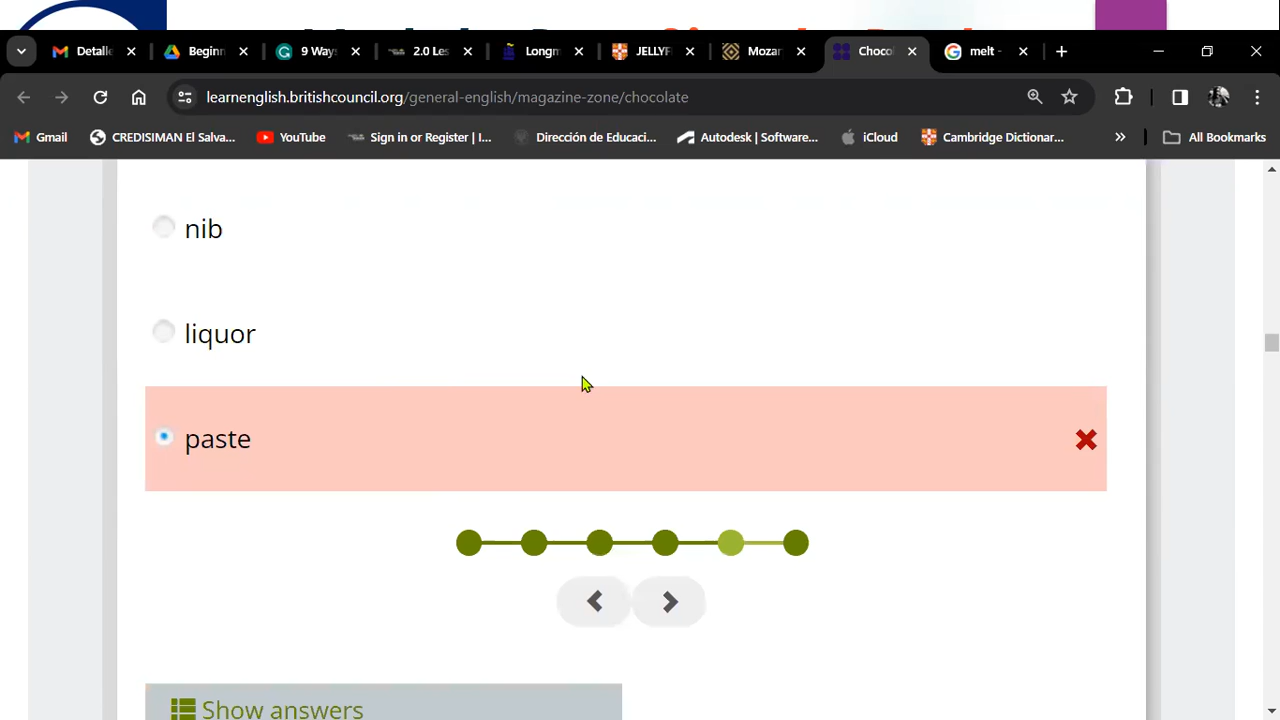 Detalle
Beginn
9 Ways
2.0 Les
Longm
JELLYF
Mozar
Choco
melt -
learnenglish.britishcouncil.org/general-english/magazine-zone/chocolate
Gmail
CREDISIMAN El Salva...
YouTube
Sign in or Register | I...
Dirección de Educaci...
Autodesk | Software...
iCloud
Cambridge Dictionar...
All Bookmarks
nib
liquor
paste
Show answers